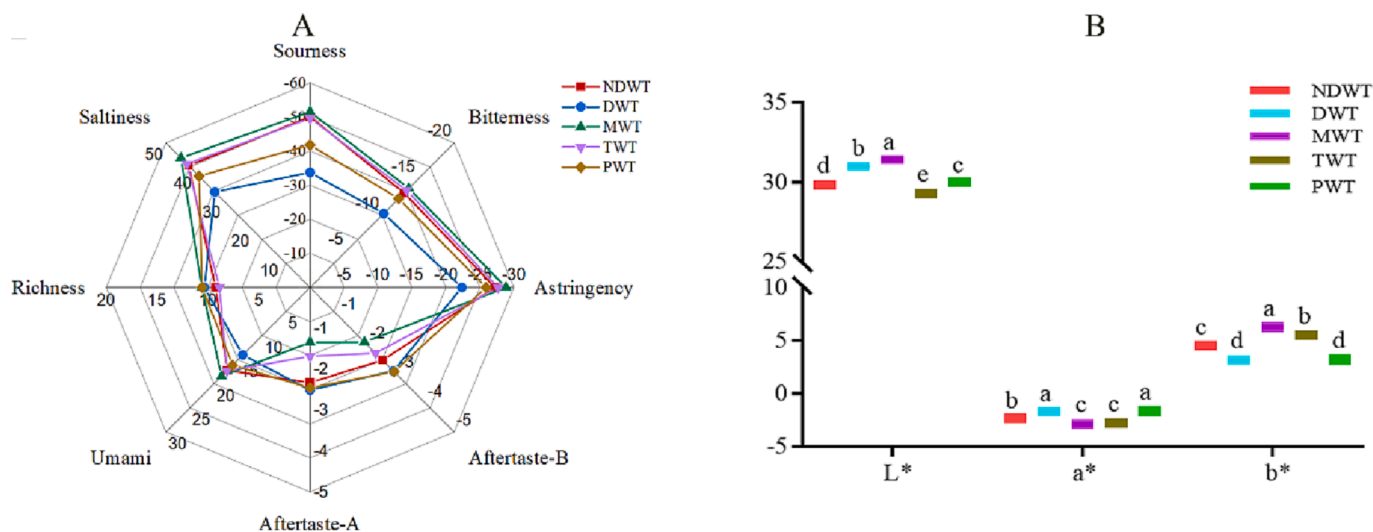 A
Sourness
-60
50
-40
-30
-20
-10
Bitterness
-20
-15
-10
-5
Astringency
-5 -10 -15 -20 -25 -30
Aftertaste-B
-1
-2
-3
-4
-5
Aftertaste-A
-1
-2
-3
-4
-5
Umami
5
10
15
20
25
30
Richness
20 15 10 5
Saltiness
50
40
30
20
10
NDWT
DWT
MWT
TWT
PWT
B
35
30
25
10
5
0
-5
d b a e c
b a c c a
c d a b d
L* a* b*
NDWT
DWT
MWT
TWT
PWT